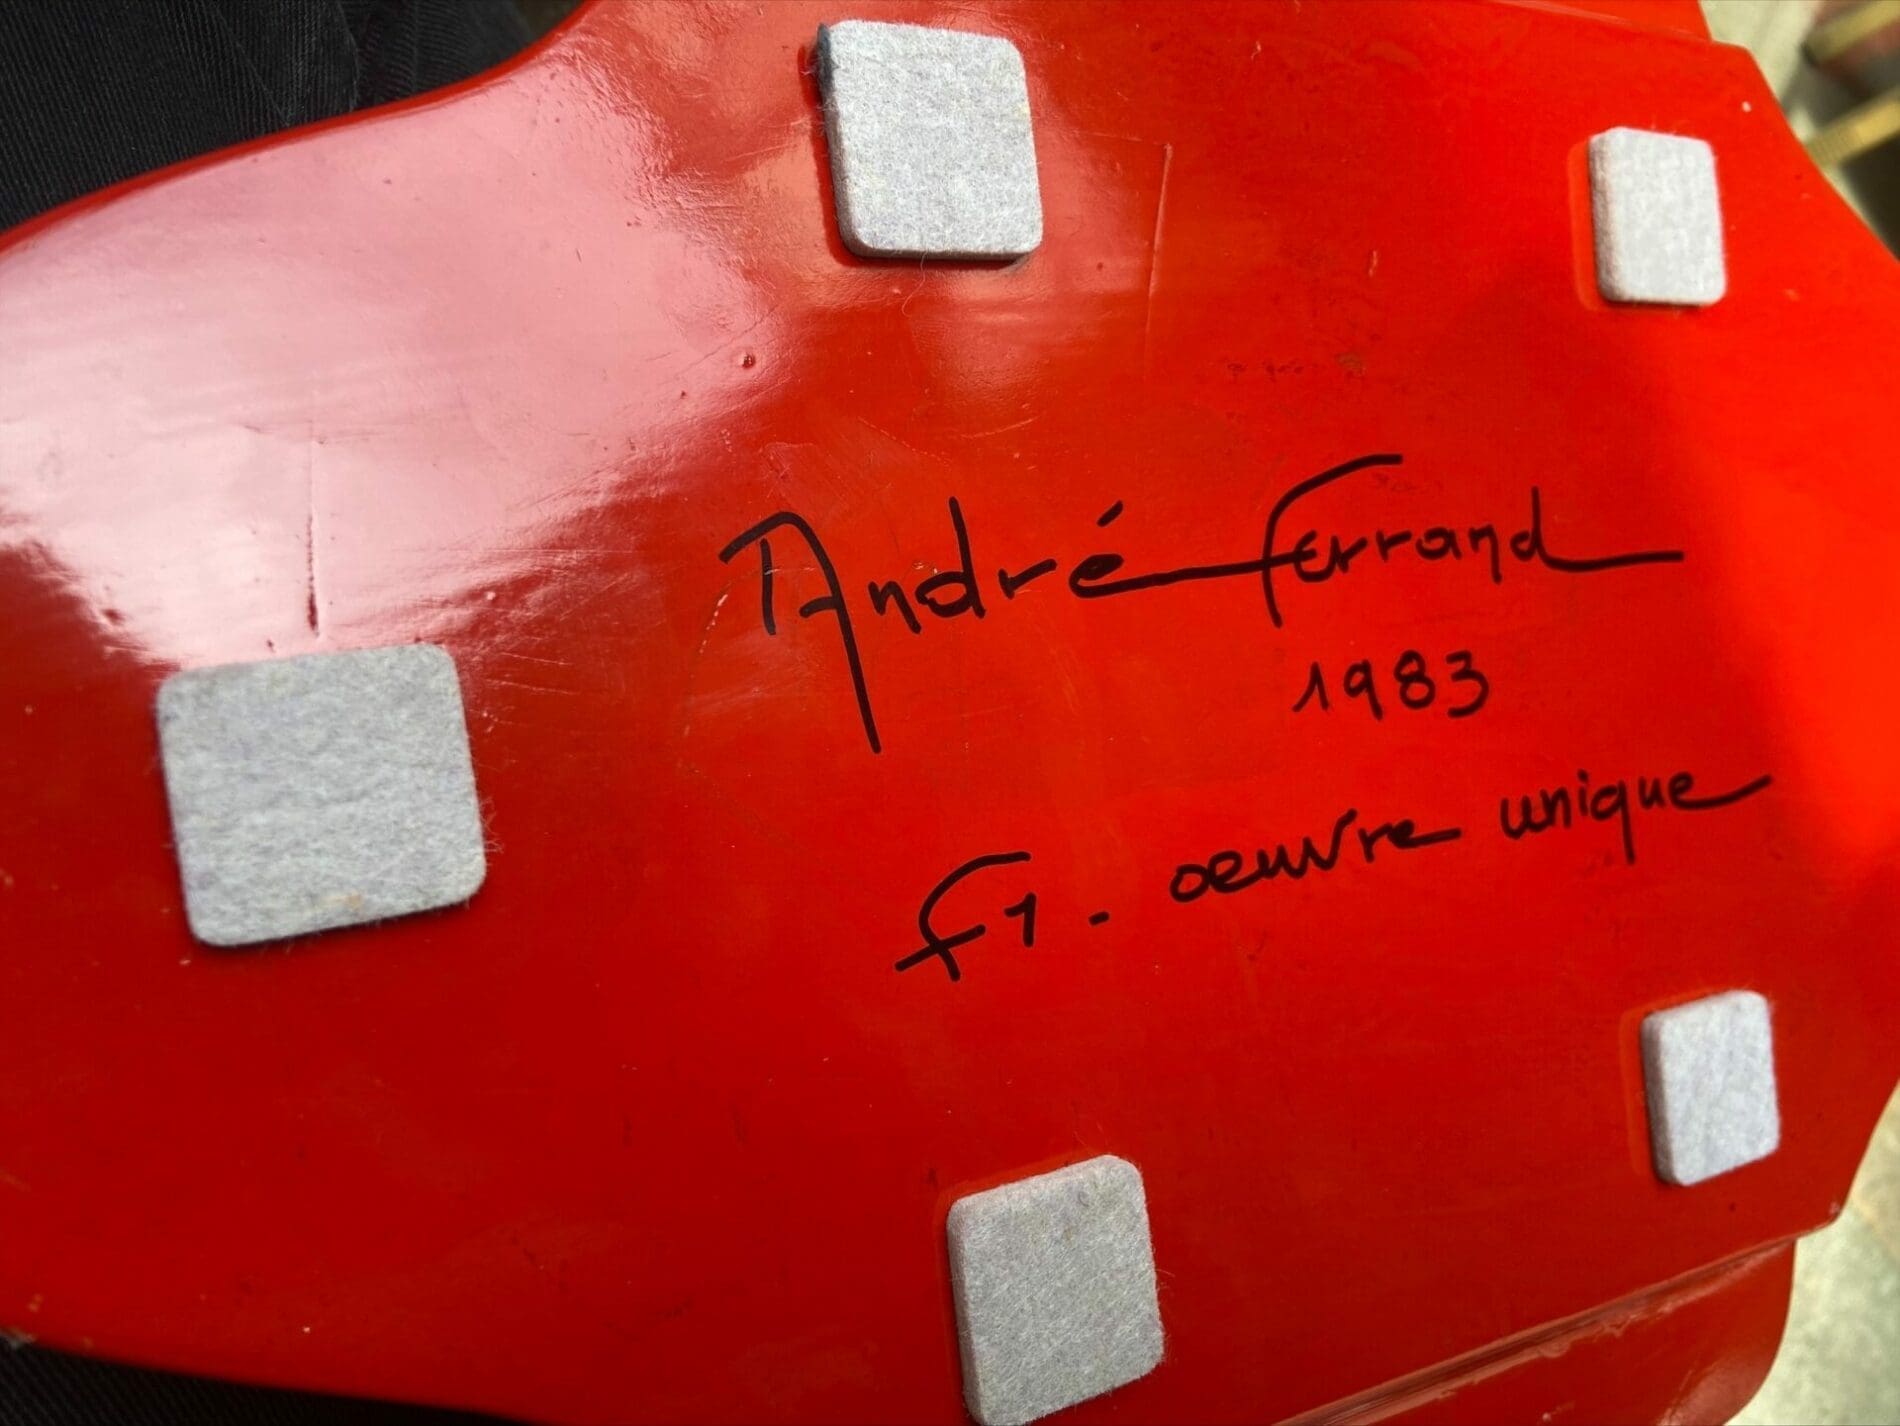 André Ferrand
1983
F1 - oeuvre unique